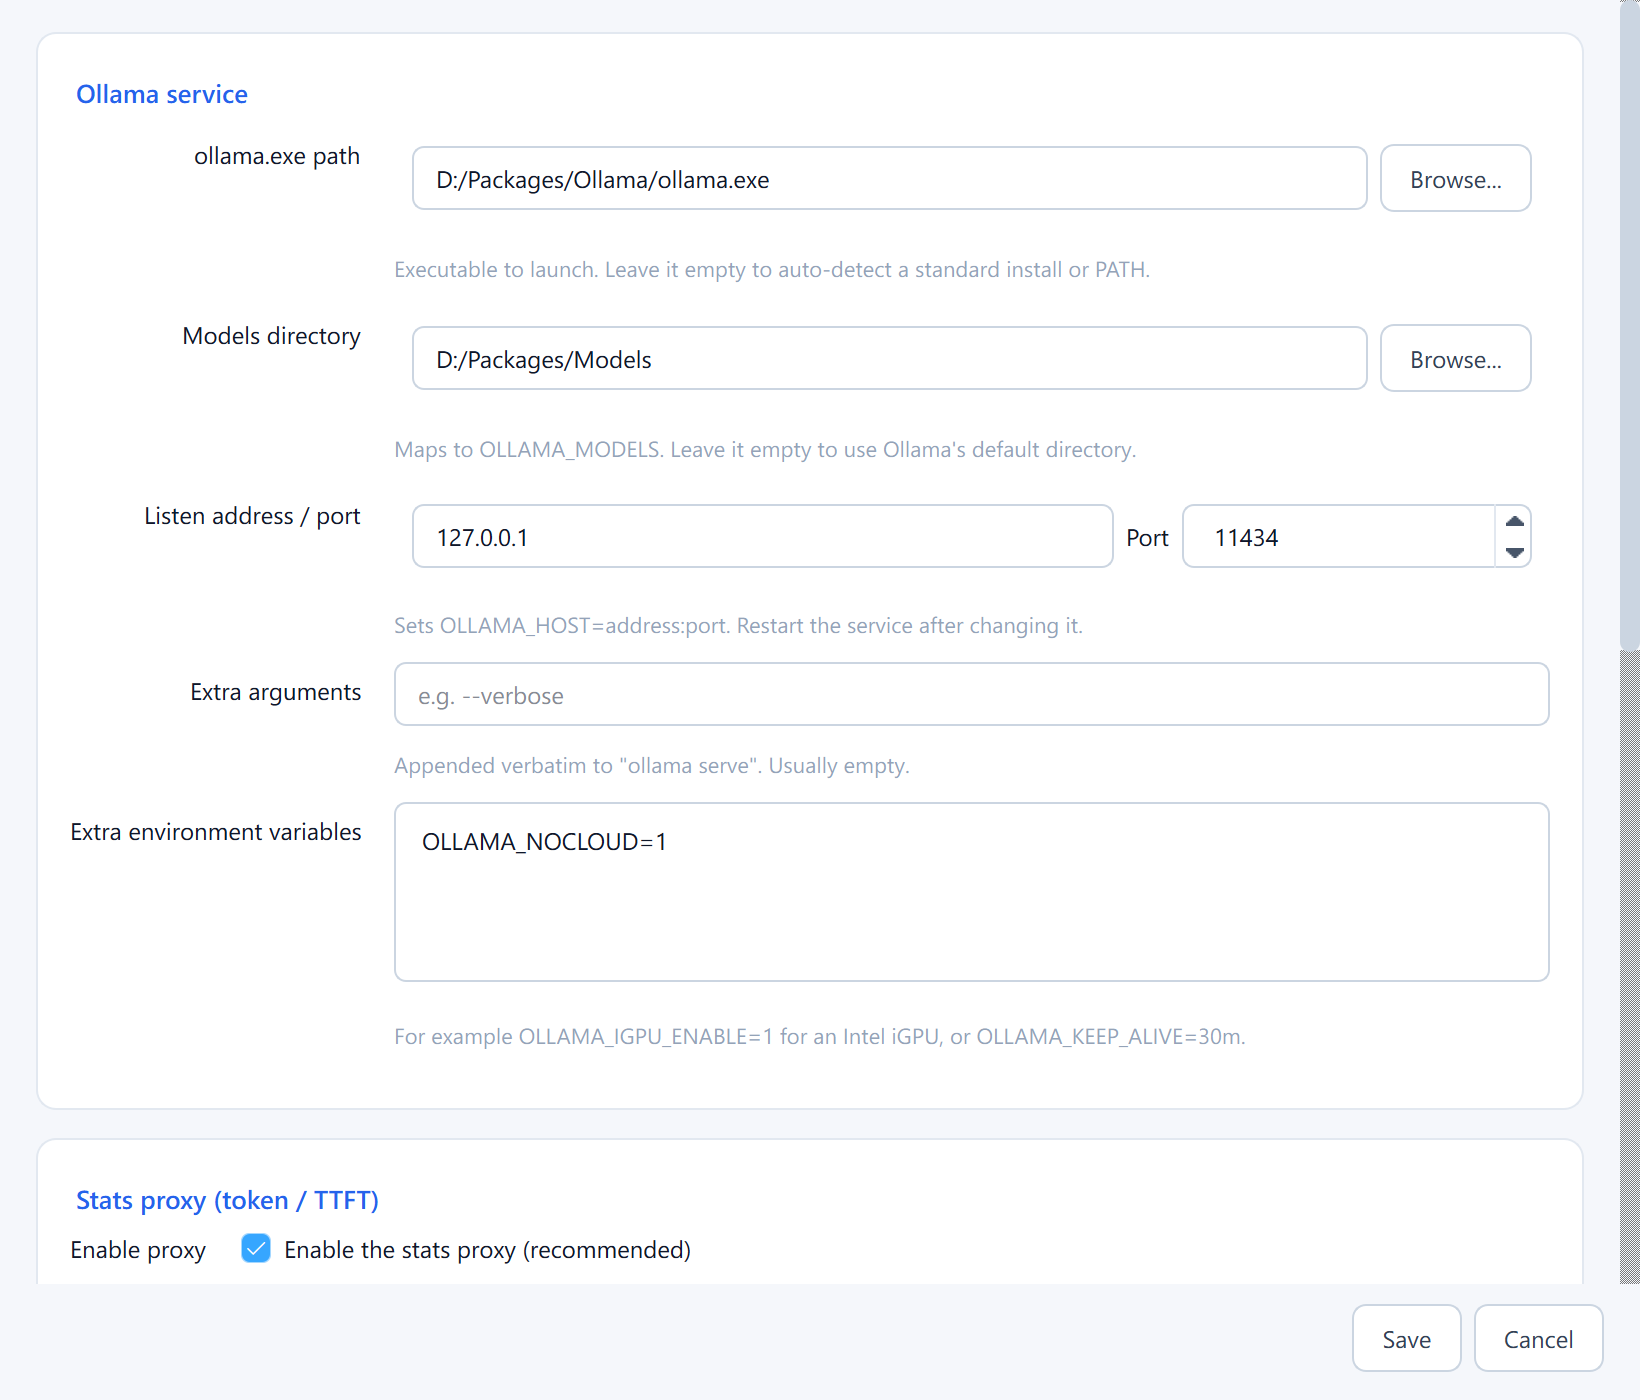 Ollama service
ollama.exe path
D:/Packages/Ollama/ollama.exe
Browse...
Executable to launch. Leave it empty to auto-detect a standard install or PATH.
Models directory
D:/Packages/Models
Browse...
Maps to OLLAMA_MODELS. Leave it empty to use Ollama's default directory.
Listen address / port
127.0.0.1
Port
11434
Sets OLLAMA_HOST=address:port. Restart the service after changing it.
Extra arguments
e.g. --verbose
Appended verbatim to "ollama serve". Usually empty.
Extra environment variables
OLLAMA_NOCLOUD=1
For example OLLAMA_IGPU_ENABLE=1 for an Intel iGPU, or OLLAMA_KEEP_ALIVE=30m.
Stats proxy (token / TTFT)
Enable proxy
Enable the stats proxy (recommended)
Save
Cancel